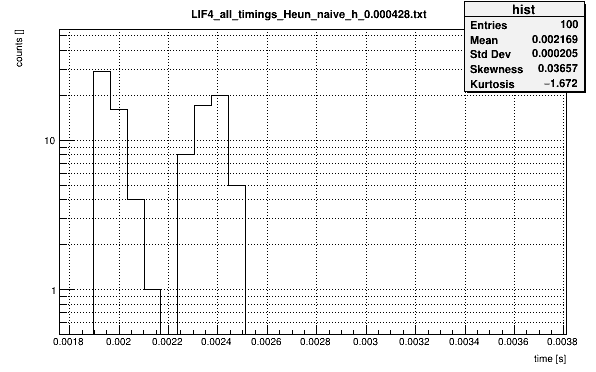 LIF4_all_timings_Heun_naive_h_0.000428.txt
hist
Entries 100
Mean 0.002169
Std Dev 0.000205
Skewness 0.03657
Kurtosis −1.672
counts []
10
1
0.0018 0.002 0.0022 0.0024 0.0026 0.0028 0.003 0.0032 0.0034 0.0036 0.0038
time [s]